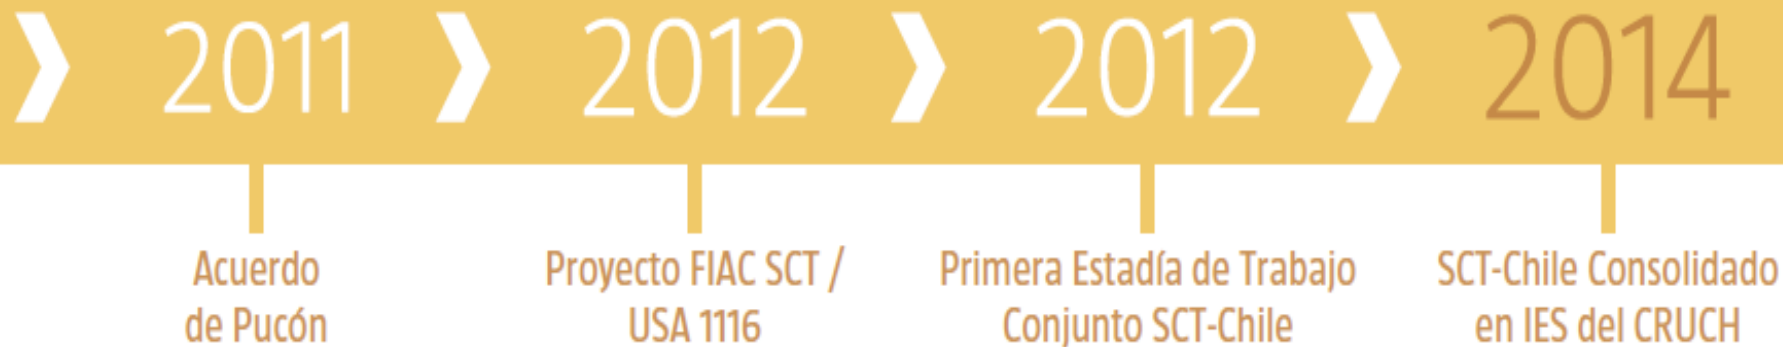 2011
2012
2012
2014
Acuerdo
de Pucón
Proyecto FIAC SCT /
USA 1116
Primera Estadía de Trabajo
Conjunto SCT-Chile
SCT-Chile Consolidado
en IES del CRUCH